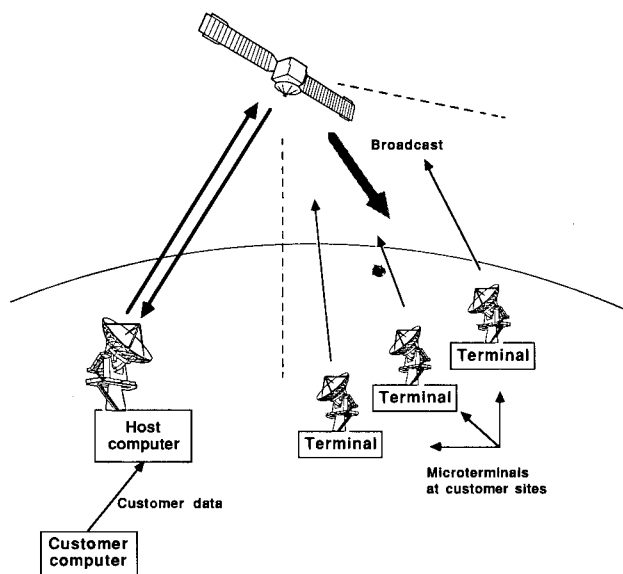 Broadcast
Terminal
Terminal
Terminal
Host
computer
Microterminals
at customer sites
Customer data
Customer
computer